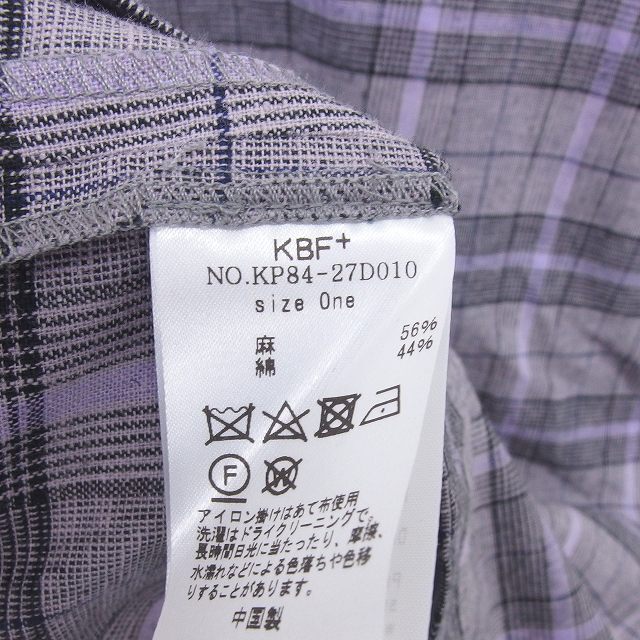 KBF+
NO.KP84-27D010
size One
麻 56%
綿 44%
F W
アイロン掛けはあて布使用
洗濯はドライクリーニングで、
長時間日光に当たったり、摩擦、
水濡れなどによる色落ちや色移
りすることがあります。
中国製